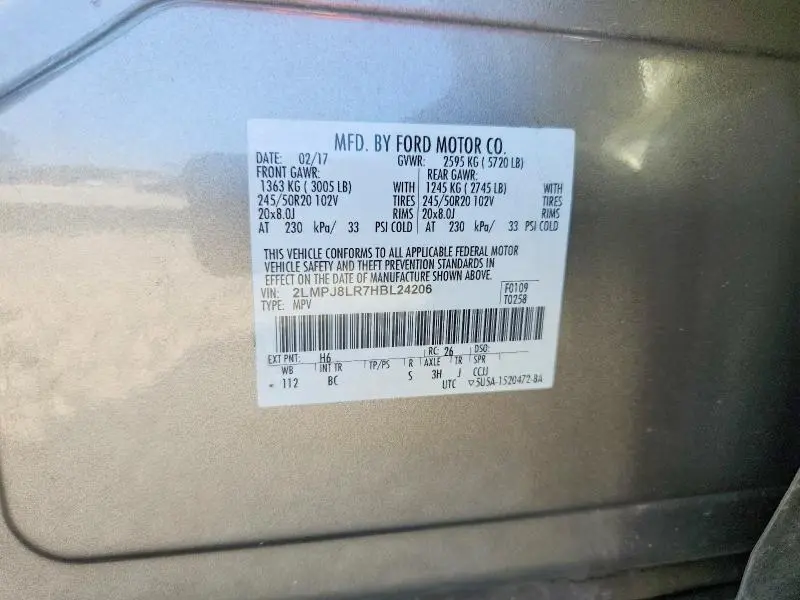 MFD. BY FORD MOTOR CO.
DATE: 02/17 GVWR: 2595 KG ( 5720 LB)
FRONT GAWR: REAR GAWR:
1363 KG ( 3005 LB) WITH 1245 KG ( 2745 LB) WITH
245/50R20 102V TIRES 245/50R20 102V TIRES
20x8.0J RIMS 20x8.0J RIMS
AT 230 kPa/ 33 PSI COLD AT 230 kPa/ 33 PSI COLD
THIS VEHICLE CONFORMS TO ALL APPLICABLE FEDERAL MOTOR
VEHICLE SAFETY AND THEFT PREVENTION STANDARDS IN
EFFECT ON THE DATE OF MANUFACTURE SHOWN ABOVE.
VIN: 2LMPJ8LR7HBL24206 F0109
TYPE: MPV T0258
EXT PNT: H6 RC: 26 DSO:
WB INT TR TP/PS R AXLE TR SPR
112 BC S 3H J CCJJ
UTC ▽5U5A-1520472-BA